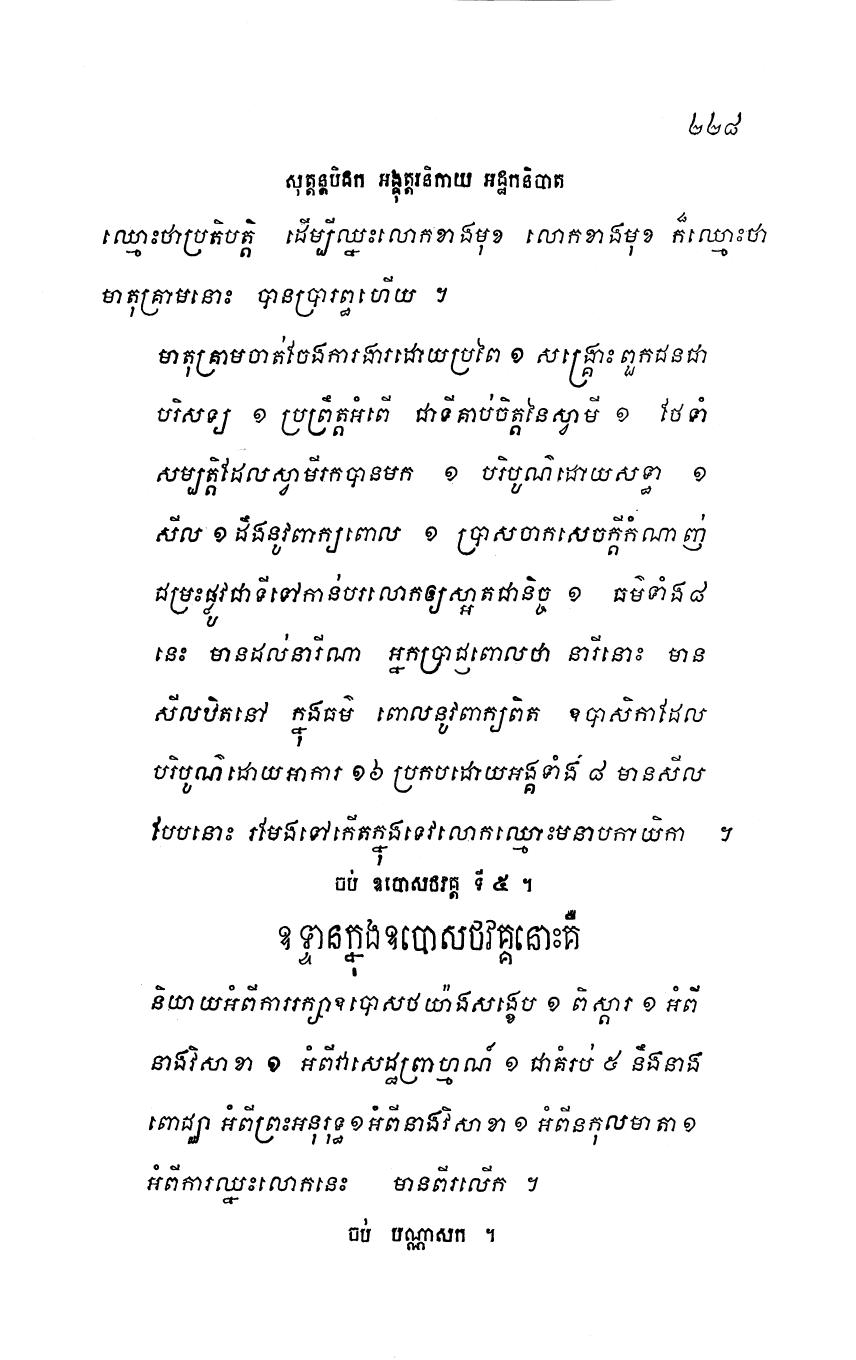 ២២៨
សុត្តន្តបិដក អង្គុត្តរនិកាយ អដ្ឋកនិបាត
ឈ្មោះថាប្រតិបត្តិ ដើម្បីឈ្នះលោកខាងមុខ លោកខាងមុខ ក៏ឈ្មោះថា
មាតុគ្រាមនោះ បានប្រារព្ធហើយ ។
មាតុគ្រាមចាត់ចែងការងារដោយប្រពៃ ១ សង្គ្រោះពួកជនជា
បរិសទ្យ ១ ប្រព្រឹត្តអំពើ ជាទីគាប់ចិត្តនៃស្វាមី ១ ថែទាំ
សម្បត្តិដែលស្វាមីរកបានមក ១ បរិបូណ៌ដោយសទ្ធា ១
សីល ១ ដឹងនូវពាក្យពោល ១ ប្រាសចាកសេចក្តីកំណាញ់
ជម្រះផ្លូវជាទីទៅកាន់បរលោកឲ្យស្អាតជានិច្ច ១ ធម៌ទាំង៨
នេះ មានដល់នារីណា អ្នកប្រាជ្ញពោលថា នារីនោះ មាន
សីលឋិតនៅ ក្នុងធម៌ ពោលនូវពាក្យពិត ឧបាសិកាដែល
បរិបូណ៌ដោយអាការ ១៦ ប្រកបដោយអង្គទាំង ៨ មានសីល
បែបនោះ រមែងទៅកើតក្នុងទេវលោកឈ្មោះមនាបកាយិកា ។
ចប់ ឧបោសថវគ្គ ទី ៥ ។
ឧទ្ទានក្នុងឧបោសថវគ្គនោះគឺ
និយាយអំពីការរក្សាឧបោសថយ៉ាងសង្ខេប ១ ពិស្តារ ១ អំពី
នាងវិសាខា ១ អំពីវាសេដ្ឋព្រាហ្មណ៍ ១ ជាគំរប់ ៥ នឹងនាង
ពោជ្ឈា អំពីព្រះអនុរុទ្ធ ១ អំពីនាងវិសាខា ១ អំពីនកុលមាតា ១
អំពីការឈ្នះលោកនេះ មានពីរលើក ។
ចប់ បណ្ណាសក ។